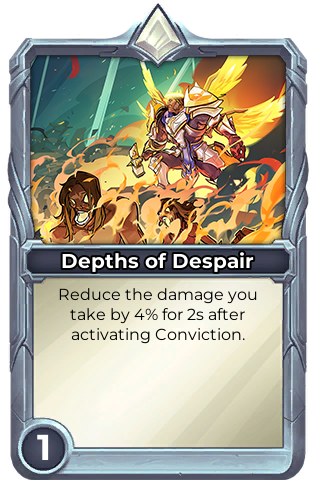 Depths of Despair
Reduce the damage you
take by 4% for 2s after
activating Conviction.
1